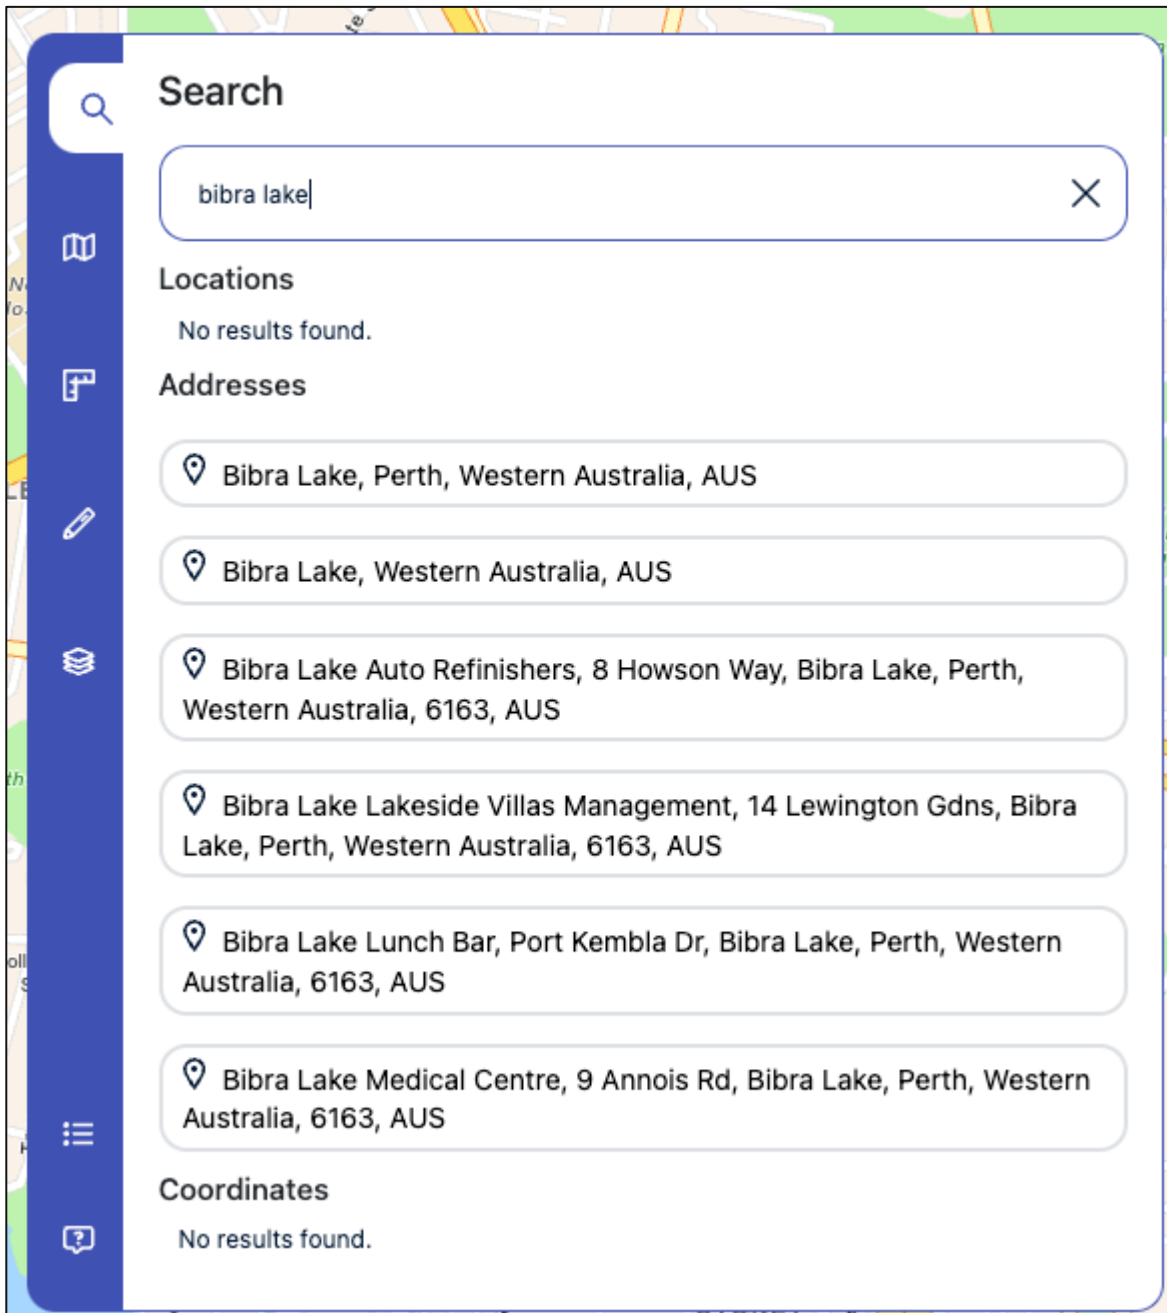 Search
bibra lake
Locations
No results found.
Addresses
Bibra Lake, Perth, Western Australia, AUS
Bibra Lake, Western Australia, AUS
Bibra Lake Auto Refinishers, 8 Howson Way, Bibra Lake, Perth,
Western Australia, 6163, AUS
Bibra Lake Lakeside Villas Management, 14 Lewington Gdns, Bibra
Lake, Perth, Western Australia, 6163, AUS
Bibra Lake Lunch Bar, Port Kembla Dr, Bibra Lake, Perth, Western
Australia, 6163, AUS
Bibra Lake Medical Centre, 9 Annois Rd, Bibra Lake, Perth, Western
Australia, 6163, AUS
Coordinates
No results found.